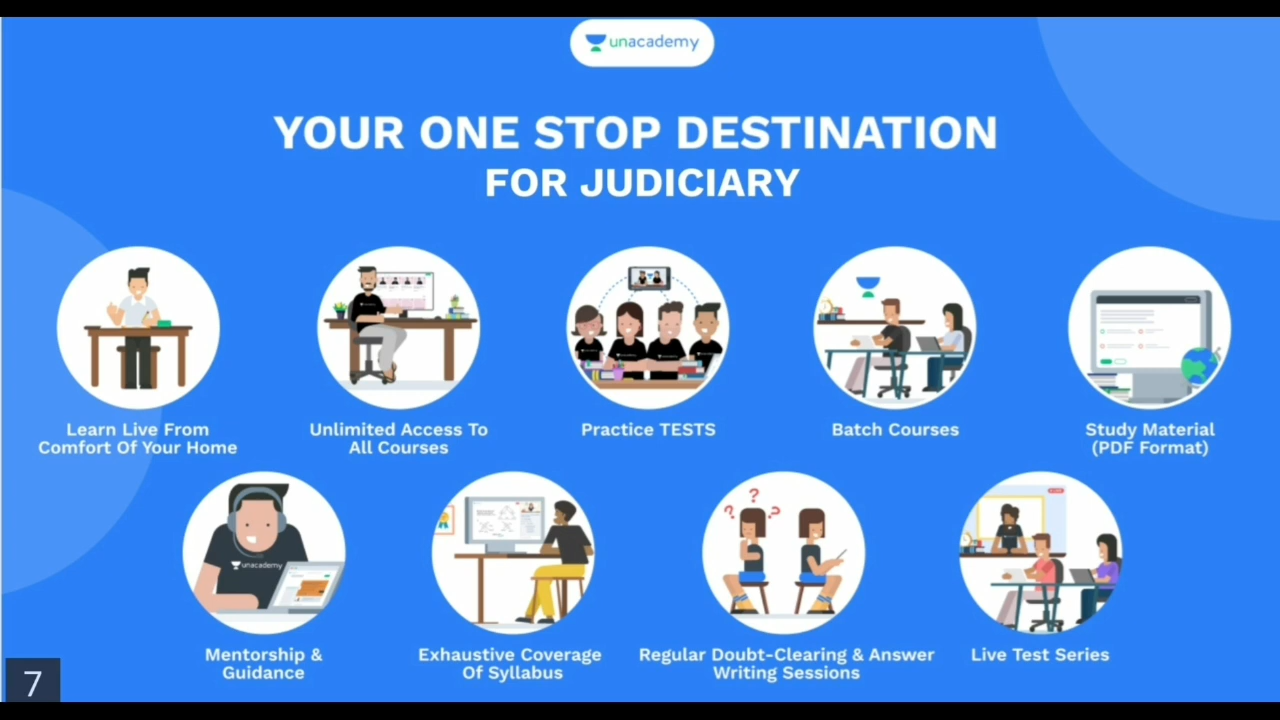 unacademy
YOUR ONE STOP DESTINATION
FOR JUDICIARY
Learn Live From
Comfort Of Your Home
Unlimited Access To
All Courses
Practice TESTS
Batch Courses
Study Material
(PDF Format)
unacademy
Mentorship &
Guidance
Exhaustive Coverage
Of Syllabus
Regular Doubt-Clearing & Answer
Writing Sessions
Live Test Series
7